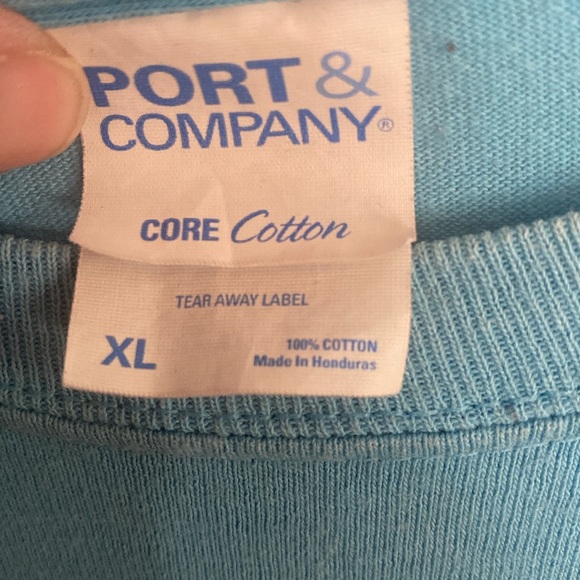 PORT &
COMPANY®
CORE Cotton
TEAR AWAY LABEL
XL
100% COTTON
Made In Honduras